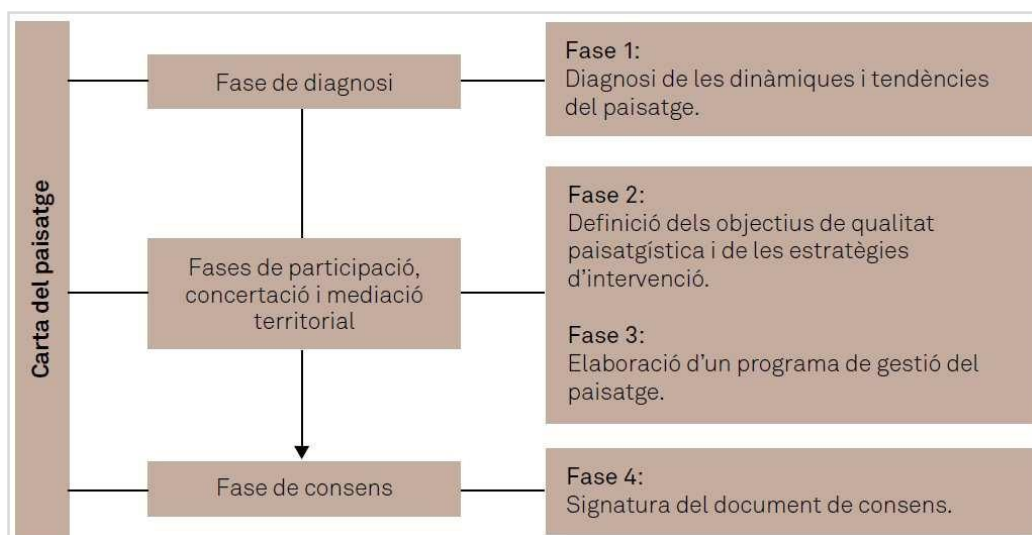 Carta del paisatge
Fase de diagnosi
Fase 1:
Diagnosi de les dinàmiques i tendències
del paisatge.
Fases de participació,
concertació i mediació
territorial
Fase 2:
Definició dels objectius de qualitat
paisatgística i de les estratègies
d'intervenció.
Fase 3:
Elaboració d'un programa de gestió del
paisatge.
Fase de consens
Fase 4:
Signatura del document de consens.